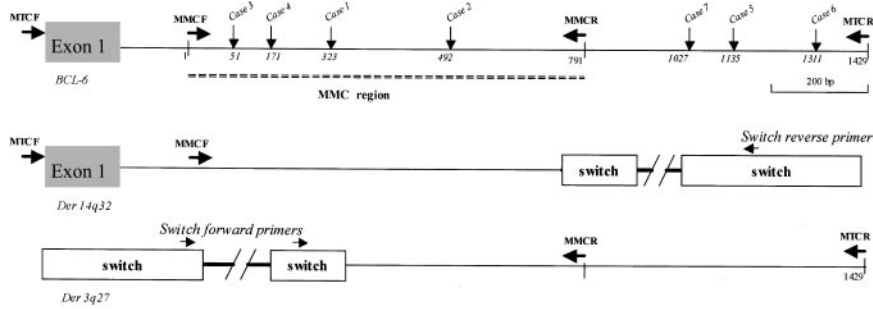 Case 3 Case 4 Case 1 Case 2 Case 7 Case 5 Case 6
MTCF MMCF MMCR MTCR
Exon 1
1 51 171 323 492 791 1027 1135 1311 1429
BCL-6
MMC region
200 bp
MTCF MMCF Switch reverse primer
Exon 1 switch switch
Der 14q32
Switch forward primers
MMCR MTCR
switch switch
1429
Der 3q27